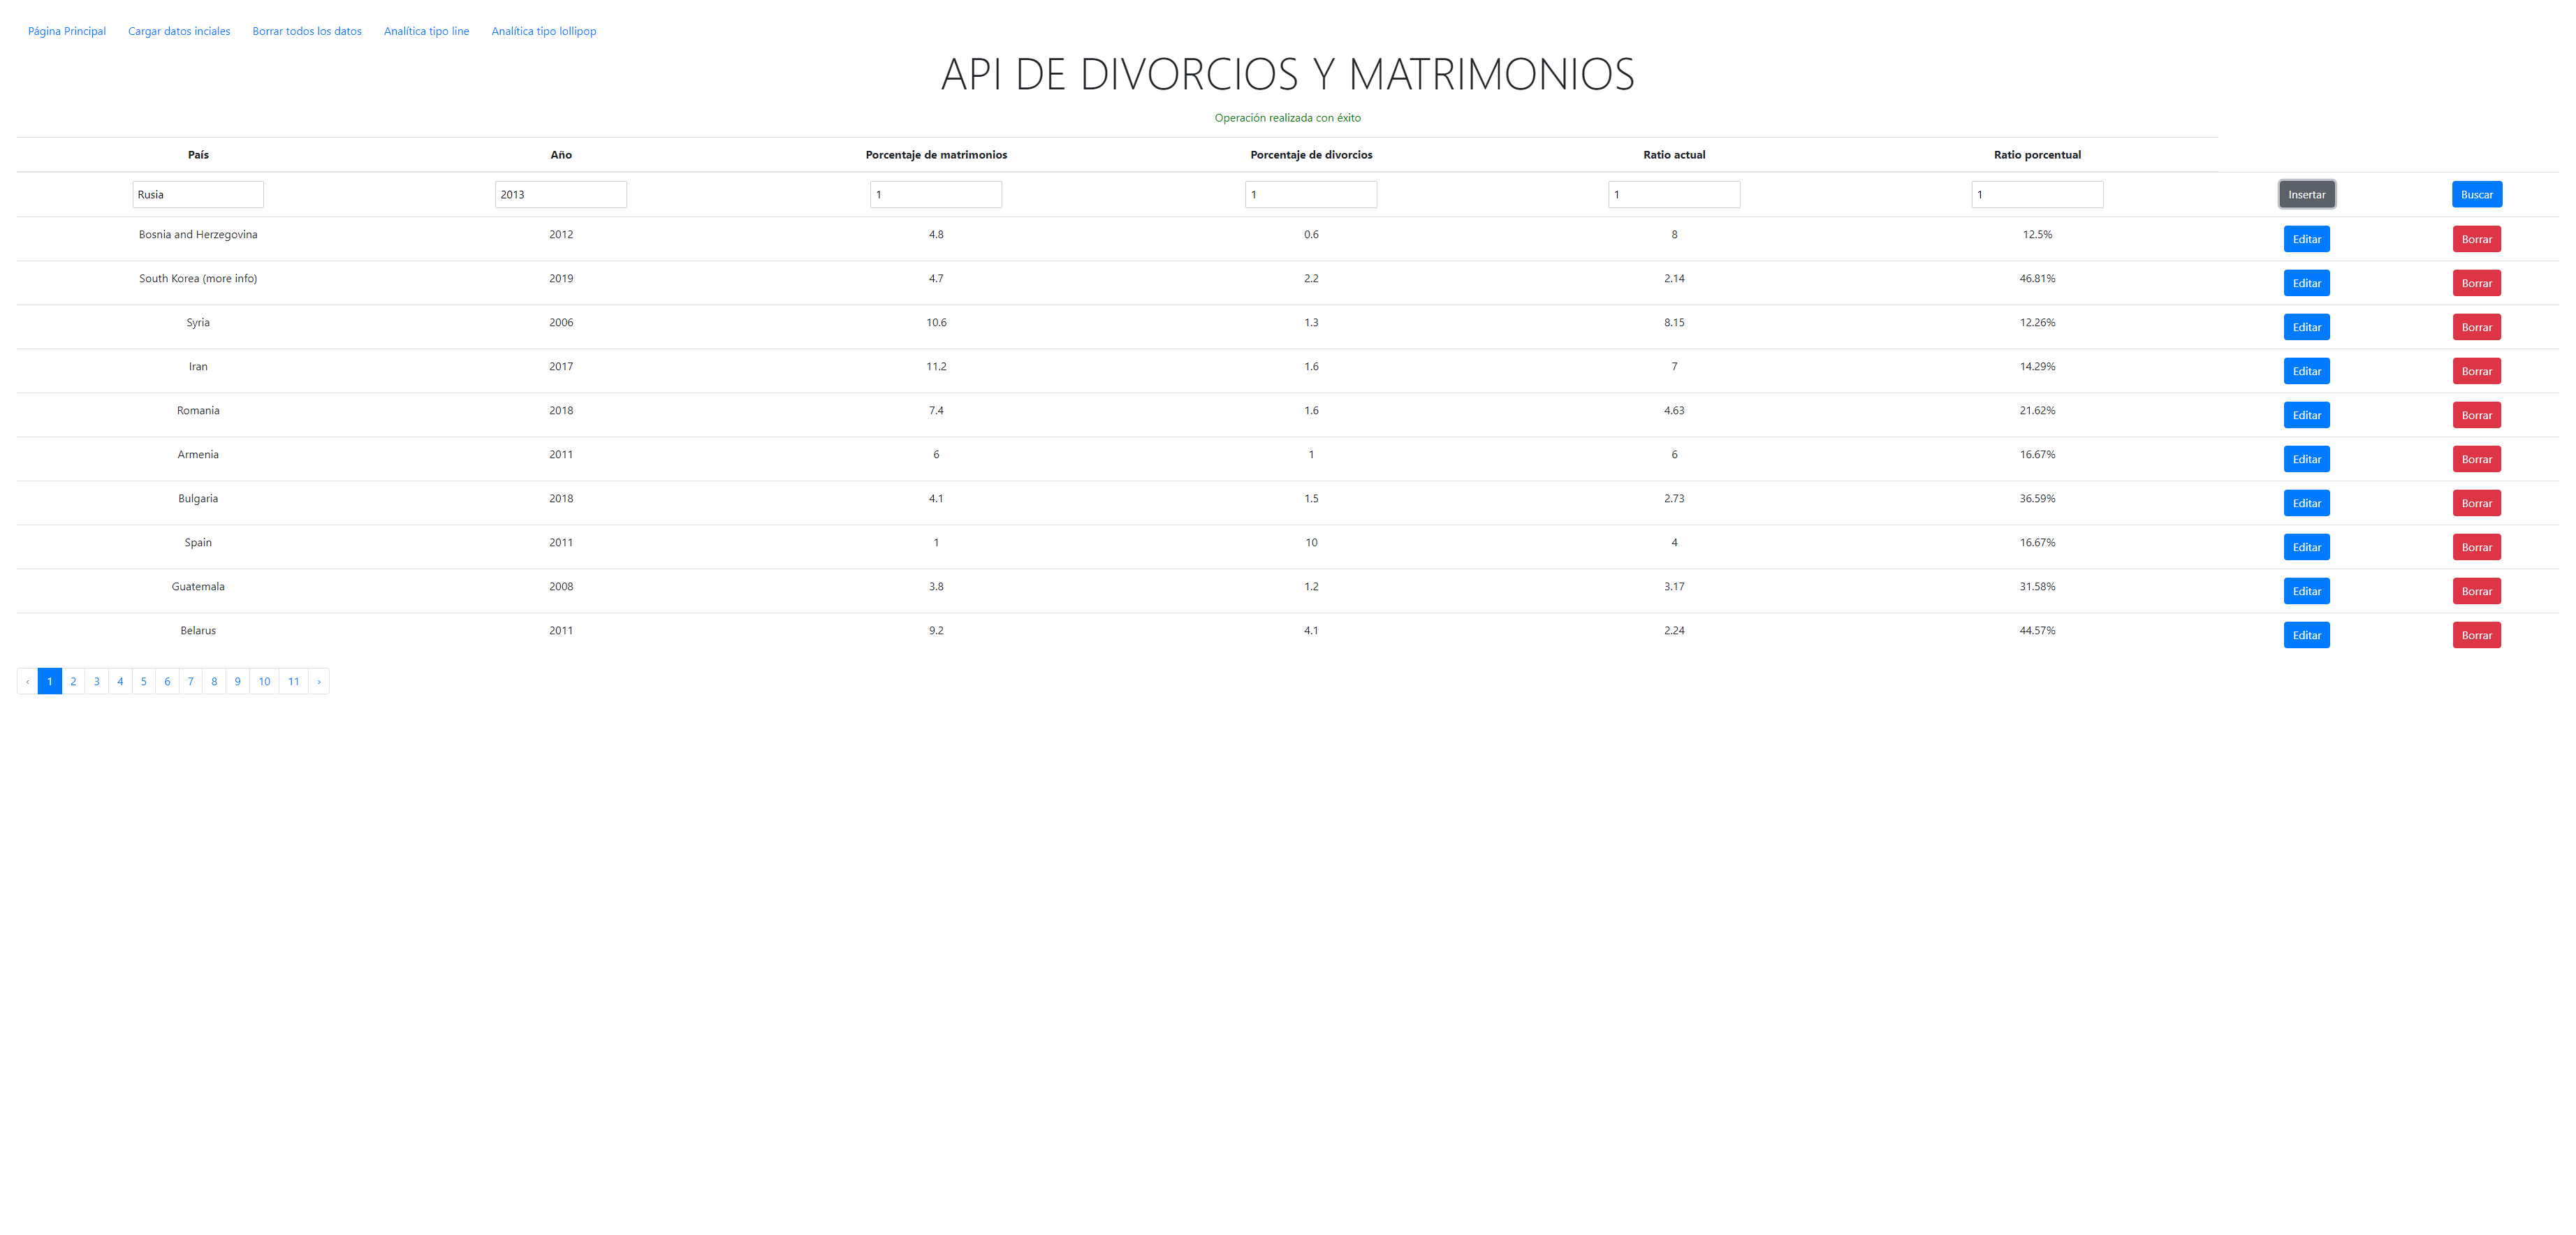 Página Principal Cargar datos inciales Borrar todos los datos Analítica tipo line Analítica tipo lollipop
API DE DIVORCIOS Y MATRIMONIOS
Operación realizada con éxito
País Año Porcentaje de matrimonios Porcentaje de divorcios Ratio actual Ratio porcentual
Rusia 2013 1 1 1 1 Insertar Buscar
Bosnia and Herzegovina 2012 4.8 0.6 8 12.5% Editar Borrar
South Korea (more info) 2019 4.7 2.2 2.14 46.81% Editar Borrar
Syria 2006 10.6 1.3 8.15 12.26% Editar Borrar
Iran 2017 11.2 1.6 7 14.29% Editar Borrar
Romania 2018 7.4 1.6 4.63 21.62% Editar Borrar
Armenia 2011 6 1 6 16.67% Editar Borrar
Bulgaria 2018 4.1 1.5 2.73 36.59% Editar Borrar
Spain 2011 1 10 4 16.67% Editar Borrar
Guatemala 2008 3.8 1.2 3.17 31.58% Editar Borrar
Belarus 2011 9.2 4.1 2.24 44.57% Editar Borrar
‹ 1 2 3 4 5 6 7 8 9 10 11 ›